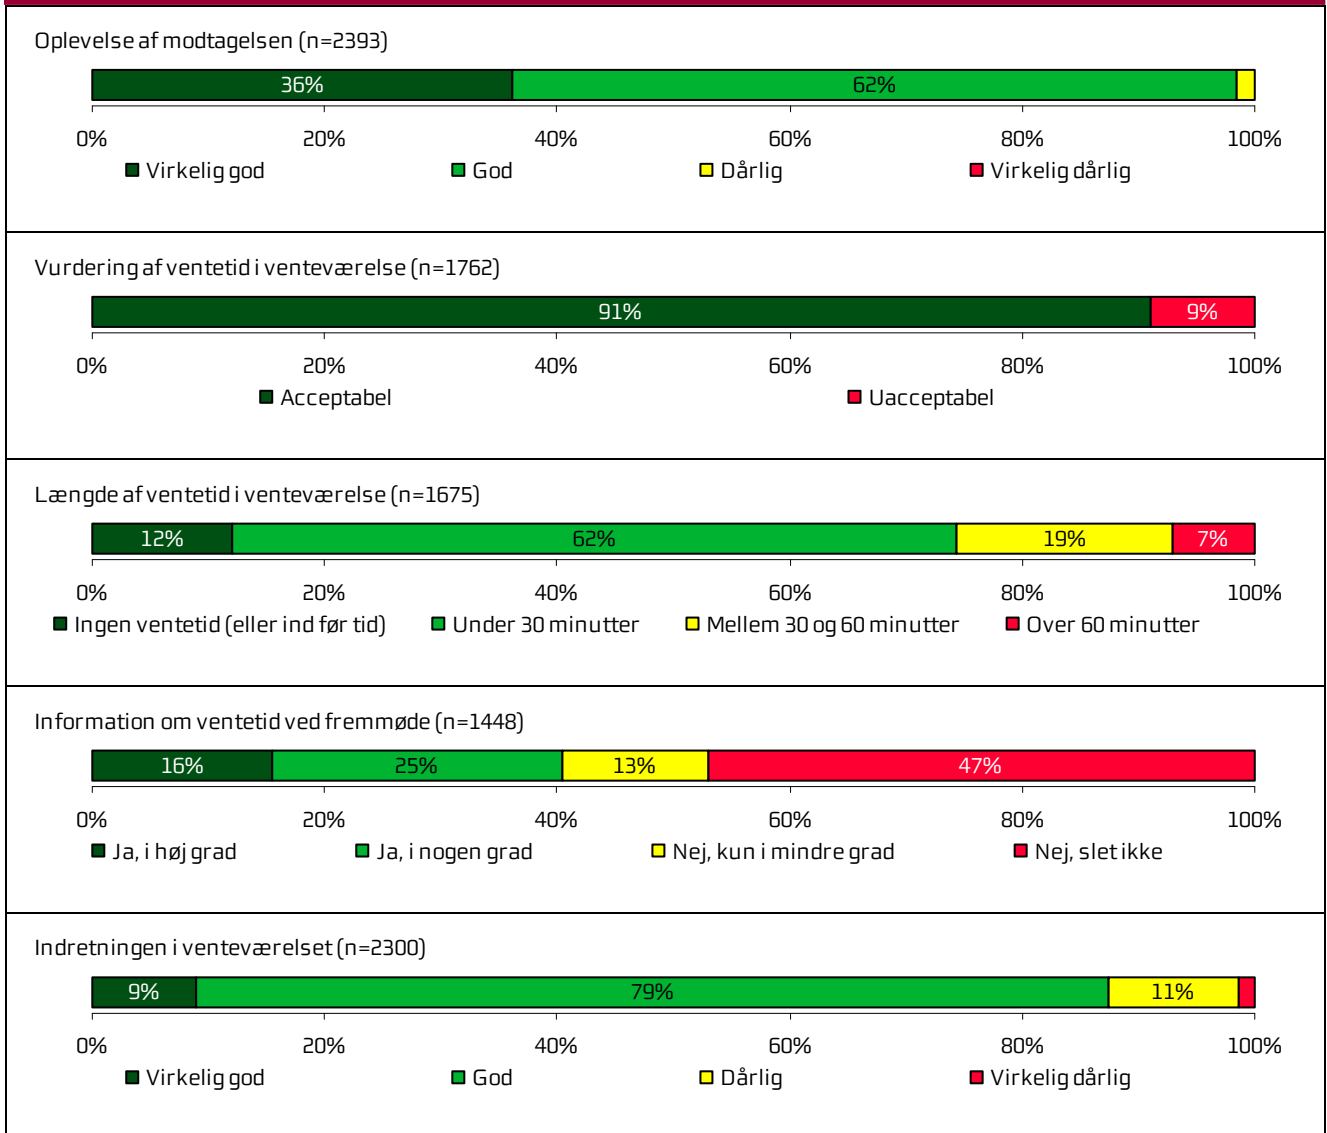 Oplevelse af modtagelsen (n=2393)
36% 62%
0% 20% 40% 60% 80% 100%
Virkelig god God Dårlig Virkelig dårlig
Vurdering af ventetid i venteværelse (n=1762)
91% 9%
0% 20% 40% 60% 80% 100%
Acceptabel Uacceptabel
Længde af ventetid i venteværelse (n=1675)
12% 62% 19% 7%
0% 20% 40% 60% 80% 100%
Ingen ventetid (eller ind før tid) Under 30 minutter Mellem 30 og 60 minutter Over 60 minutter
Information om ventetid ved fremmøde (n=1448)
16% 25% 13% 47%
0% 20% 40% 60% 80% 100%
Ja, i høj grad Ja, i nogen grad Nej, kun i mindre grad Nej, slet ikke
Indretningen i venteværelset (n=2300)
9% 79% 11%
0% 20% 40% 60% 80% 100%
Virkelig god God Dårlig Virkelig dårlig